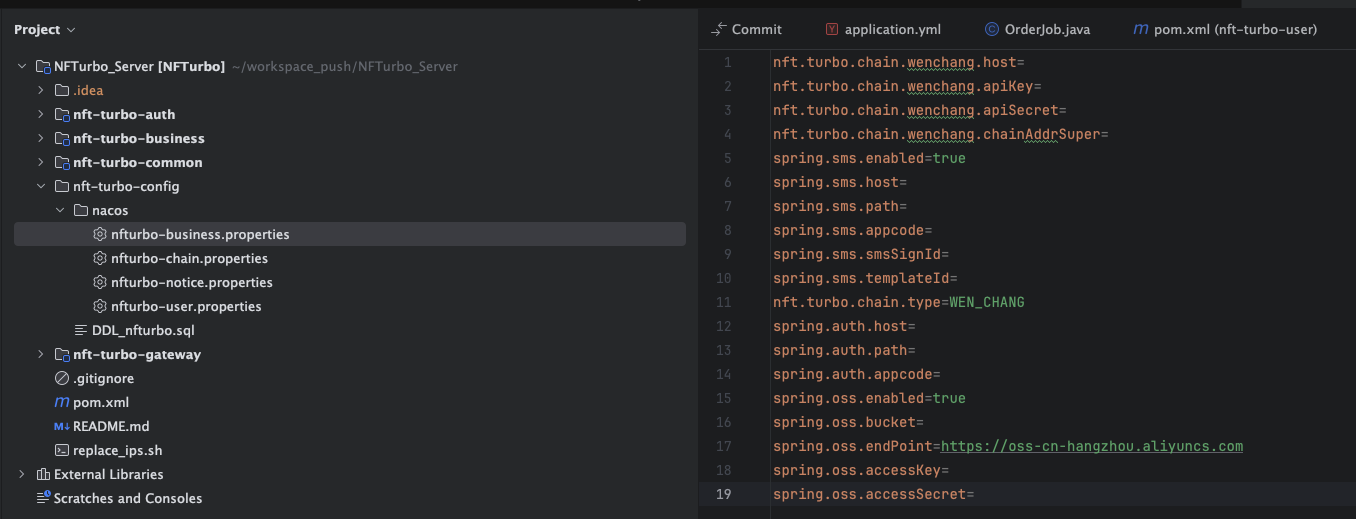 Project
NFTurbo_Server [NFTurbo] ~/workspace_push/NFTurbo_Server
.idea
nft-turbo-auth
nft-turbo-business
nft-turbo-common
nft-turbo-config
nacos
nfturbo-business.properties
nfturbo-chain.properties
nfturbo-notice.properties
nfturbo-user.properties
DDL_nfturbo.sql
nft-turbo-gateway
.gitignore
pom.xml
README.md
replace_ips.sh
External Libraries
Scratches and Consoles
Commit application.yml OrderJob.java pom.xml (nft-turbo-user)
1 nft.turbo.chain.wenchang.host=
2 nft.turbo.chain.wenchang.apiKey=
3 nft.turbo.chain.wenchang.apiSecret=
4 nft.turbo.chain.wenchang.chainAddrSuper=
5 spring.sms.enabled=true
6 spring.sms.host=
7 spring.sms.path=
8 spring.sms.appcode=
9 spring.sms.smsSignId=
10 spring.sms.templateId=
11 nft.turbo.chain.type=WEN_CHANG
12 spring.auth.host=
13 spring.auth.path=
14 spring.auth.appcode=
15 spring.oss.enabled=true
16 spring.oss.bucket=
17 spring.oss.endPoint=https://oss-cn-hangzhou.aliyuncs.com
18 spring.oss.accessKey=
19 spring.oss.accessSecret=